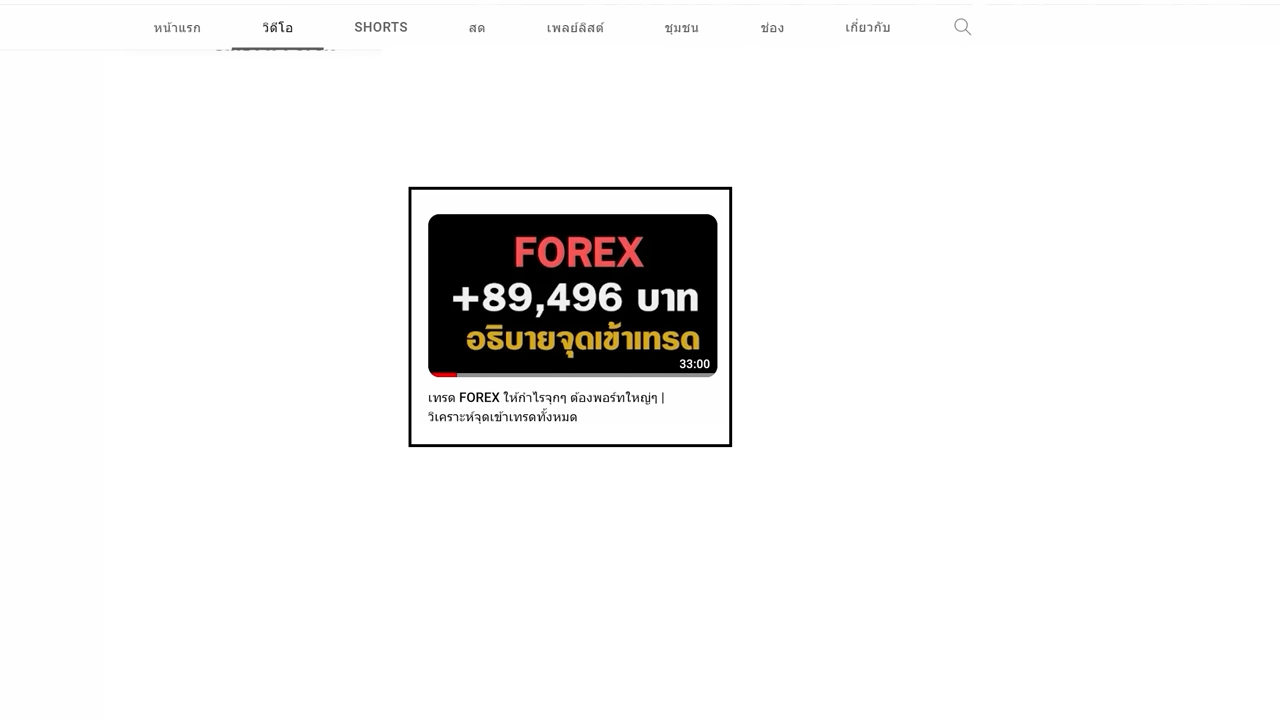 หน้าแรก วิดีโอ SHORTS สด เพลย์ลิสต์ ชุมชน ช่อง เกี่ยวกับ
FOREX
+89,496 บาท
อธิบายจุดเข้าเทรด
33:00
เทรด FOREX ให้กำไรจุกๆ ต้องพอร์ทใหญ่ๆ |
วิเคราะห์จุดเข้าเทรดทั้งหมด